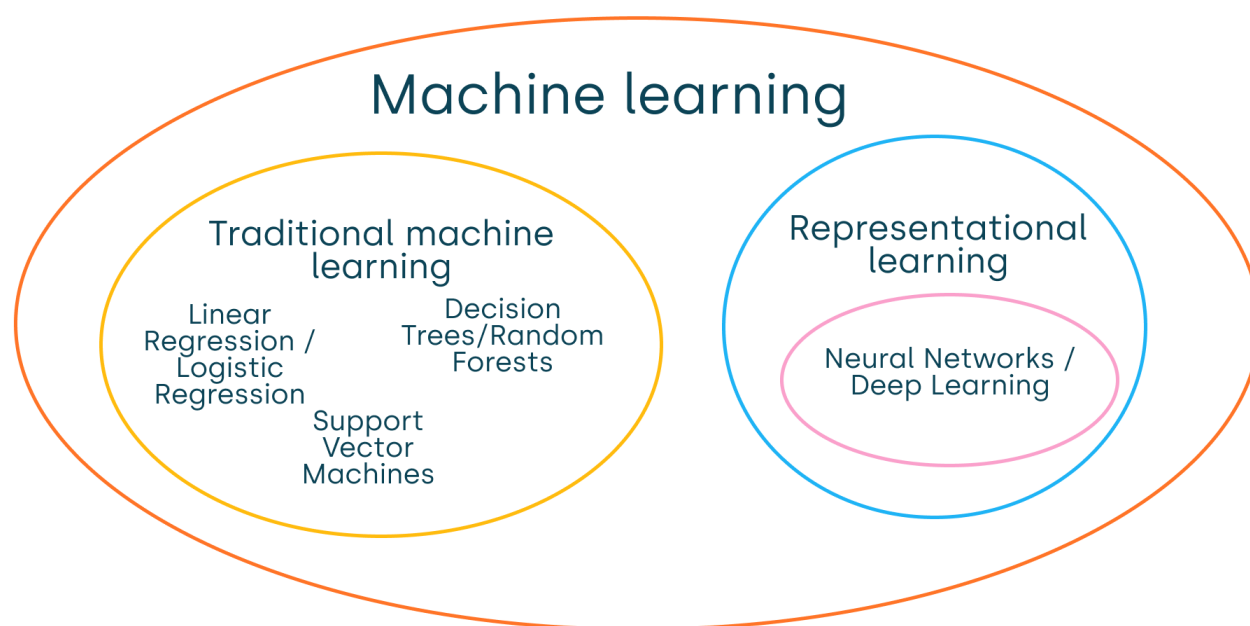 Machine learning
Traditional machine
learning
Linear
Regression /
Logistic
Regression
Decision
Trees/Random
Forests
Support
Vector
Machines
Representational
learning
Neural Networks /
Deep Learning